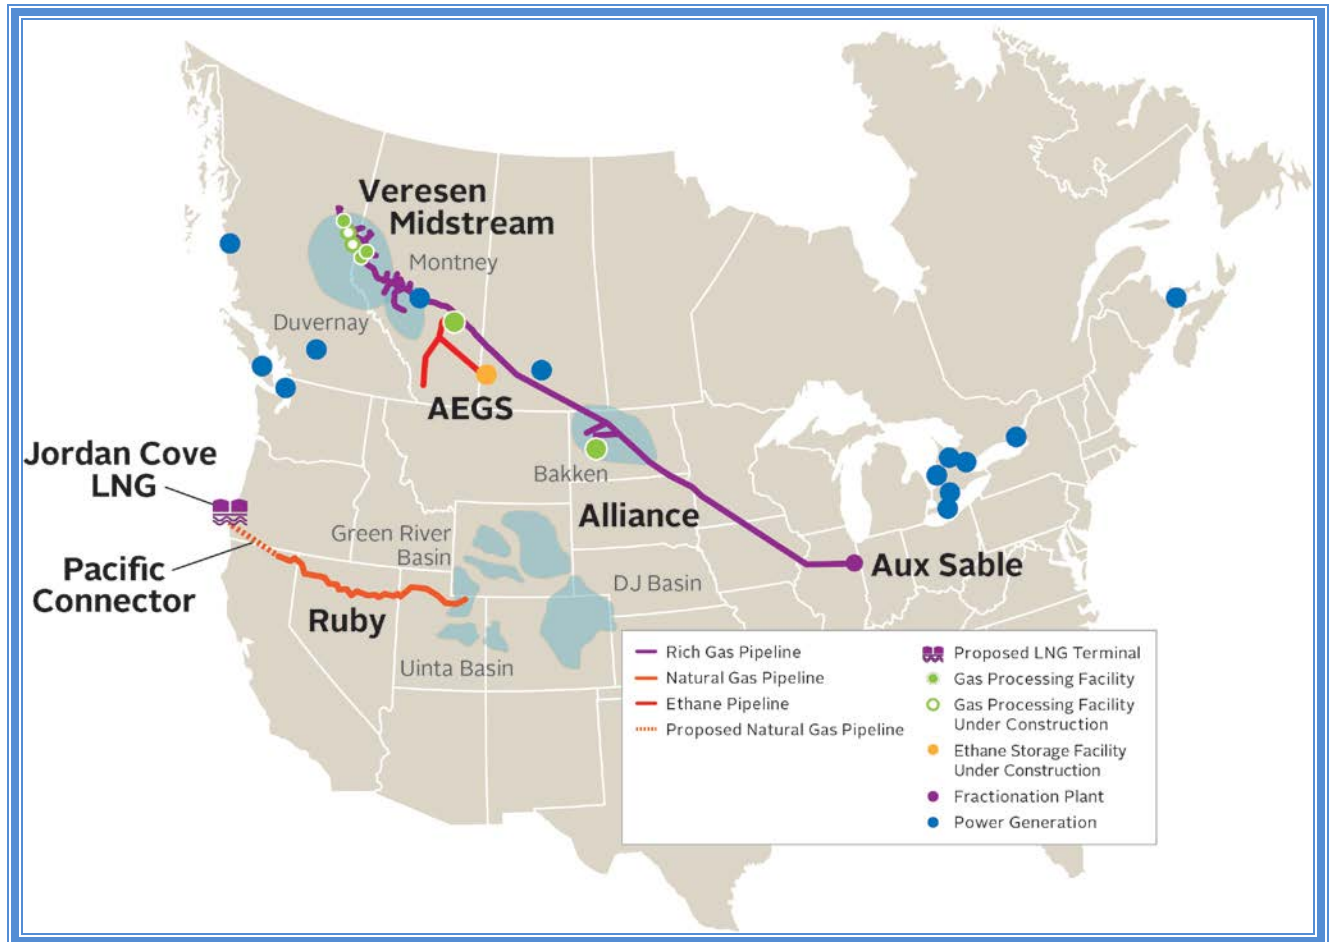 Veresen
Midstream
Montney
Duvernay
AEGS
Jordan Cove
LNG
Bakken
Alliance
Green River
Basin
Pacific
Connector
Aux Sable
DJ Basin
Ruby
Uinta Basin
Rich Gas Pipeline
Natural Gas Pipeline
Ethane Pipeline
Proposed Natural Gas Pipeline
Proposed LNG Terminal
Gas Processing Facility
Gas Processing Facility
Under Construction
Ethane Storage Facility
Under Construction
Fractionation Plant
Power Generation